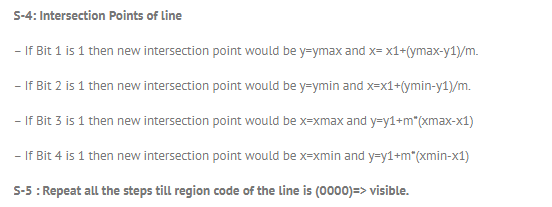 S-4: Intersection Points of line
– If Bit 1 is 1 then new intersection point would be y=ymax and x= x1+(ymax-y1)/m.
– If Bit 2 is 1 then new intersection point would be y=ymin and x=x1+(ymin-y1)/m.
– If Bit 3 is 1 then new intersection point would be x=xmax and y=y1+m*(xmax-x1)
– If Bit 4 is 1 then new intersection point would be x=xmin and y=y1+m*(xmin-x1)
S-5 : Repeat all the steps till region code of the line is (0000)=> visible.